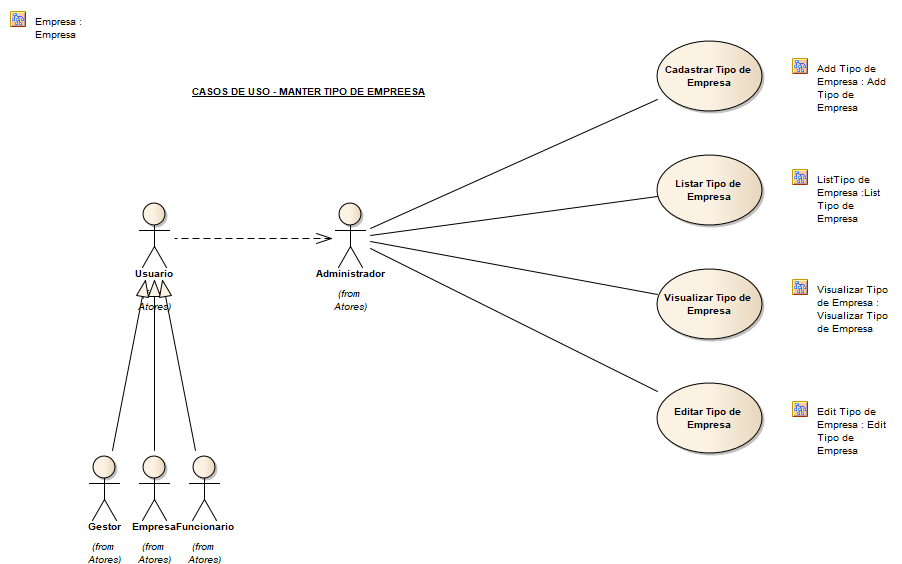 Empresa :
Empresa
CASOS DE USO - MANTER TIPO DE EMPREESA
Cadastrar Tipo de
Empresa
Add Tipo de
Empresa : Add
Tipo de
Empresa
Listar Tipo de
Empresa
ListTipo de
Empresa :List
Tipo de
Empresa
Usuario
(from
Atores)
Administrador
(from
Atores)
Visualizar Tipo de
Empresa
Visualizar Tipo
de Empresa :
Visualizar Tipo
de Empresa
Editar Tipo de
Empresa
Edit Tipo de
Empresa : Edit
Tipo de
Empresa
Gestor
(from
Atores)
Empresa
(from
Atores)
Funcionario
(from
Atores)